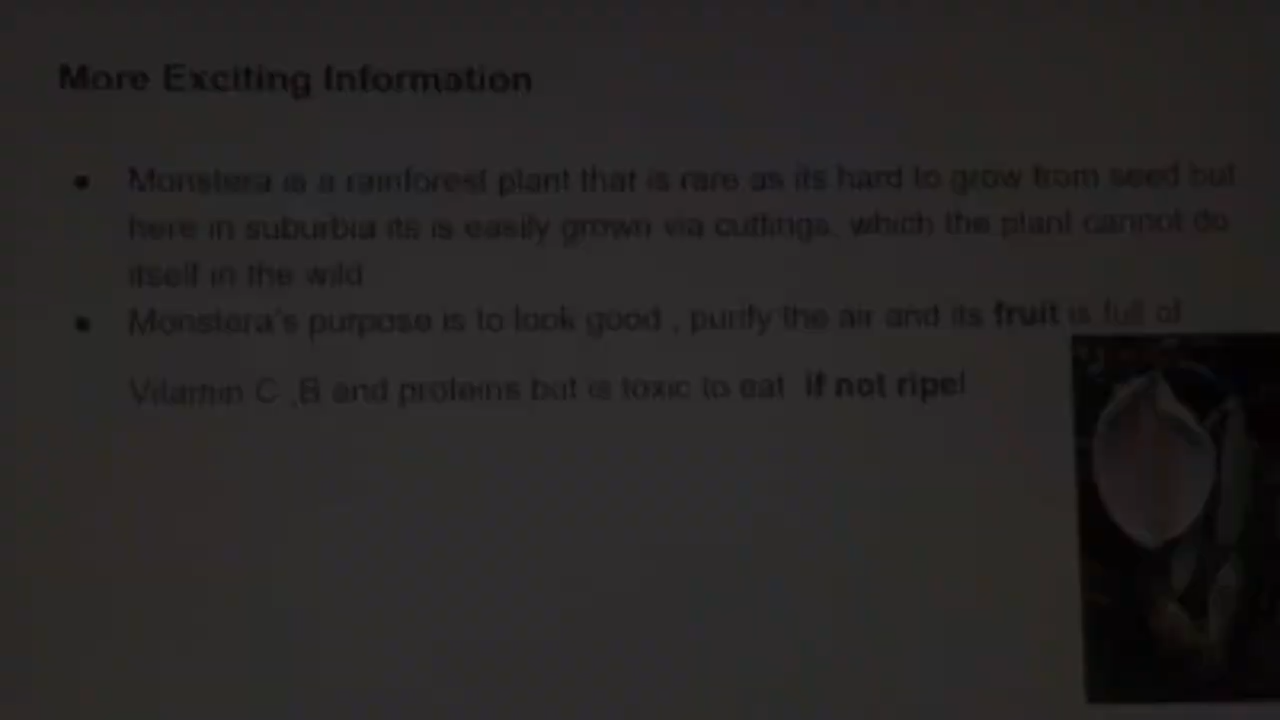 More Exciting Information
Monstera is a rainforest plant that is rare as its hard to grow from seed but
here in suburbia its is easily grown via cuttings, which the plant cannot do
itself in the wild
Monstera's purpose is to look good , purify the air and its fruit is full of
Vitamin C ,B and proteins but is toxic to eat if not ripe!